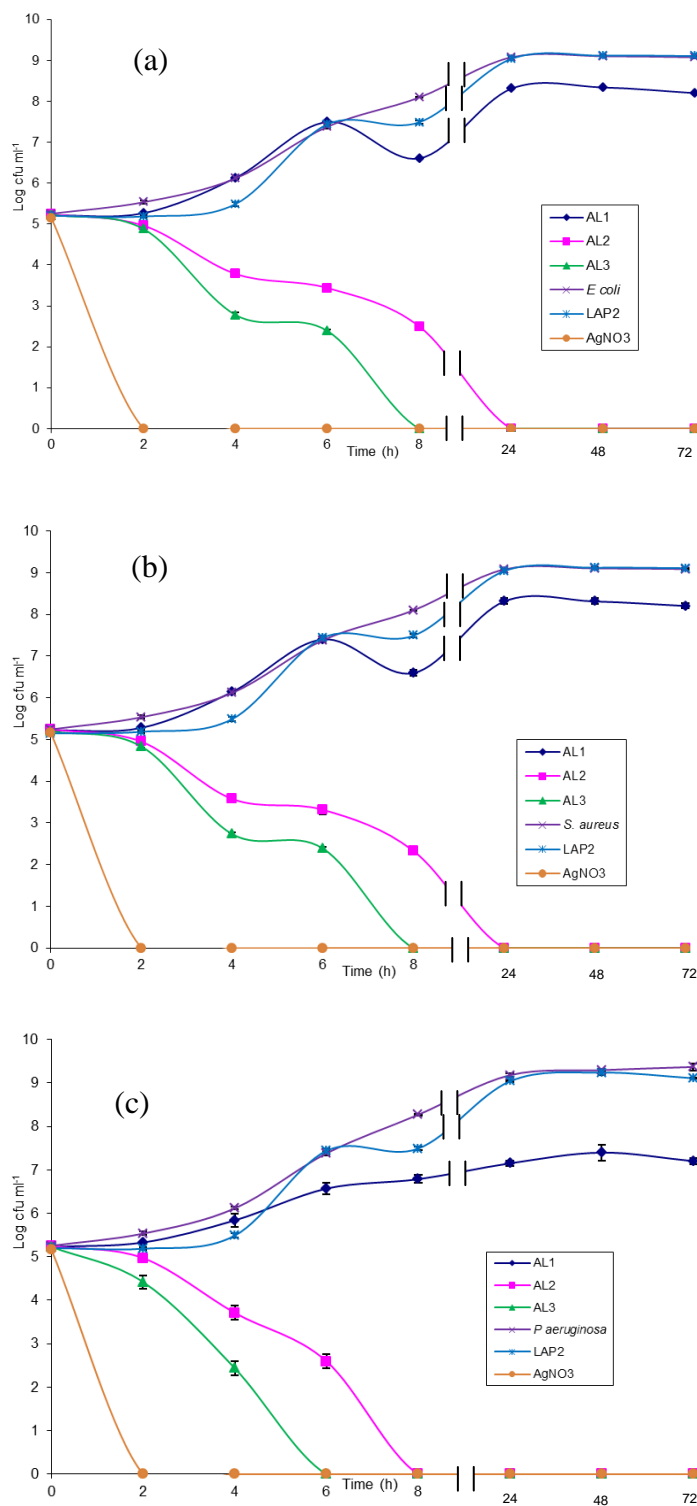 10
(a)
9
8
7
6
Log cfu ml-1
5
AL1
AL2
4
AL3
E coli
3
LAP2
2
AgNO3
1
0
0 2 4 6 8 24 48 72
Time (h)
10
(b)
9
8
7
6
Log cfu ml-1
5
AL1
4
AL2
AL3
3
S. aureus
LAP2
2
AgNO3
1
0
0 2 4 6 8 24 48 72
Time (h)
10
9
(c)
8
7
6
Log cfu ml-1
5
AL1
4
AL2
AL3
3
P aeruginosa
LAP2
2
AgNO3
1
0
0 2 4 6 8 24 48 72
Time (h)